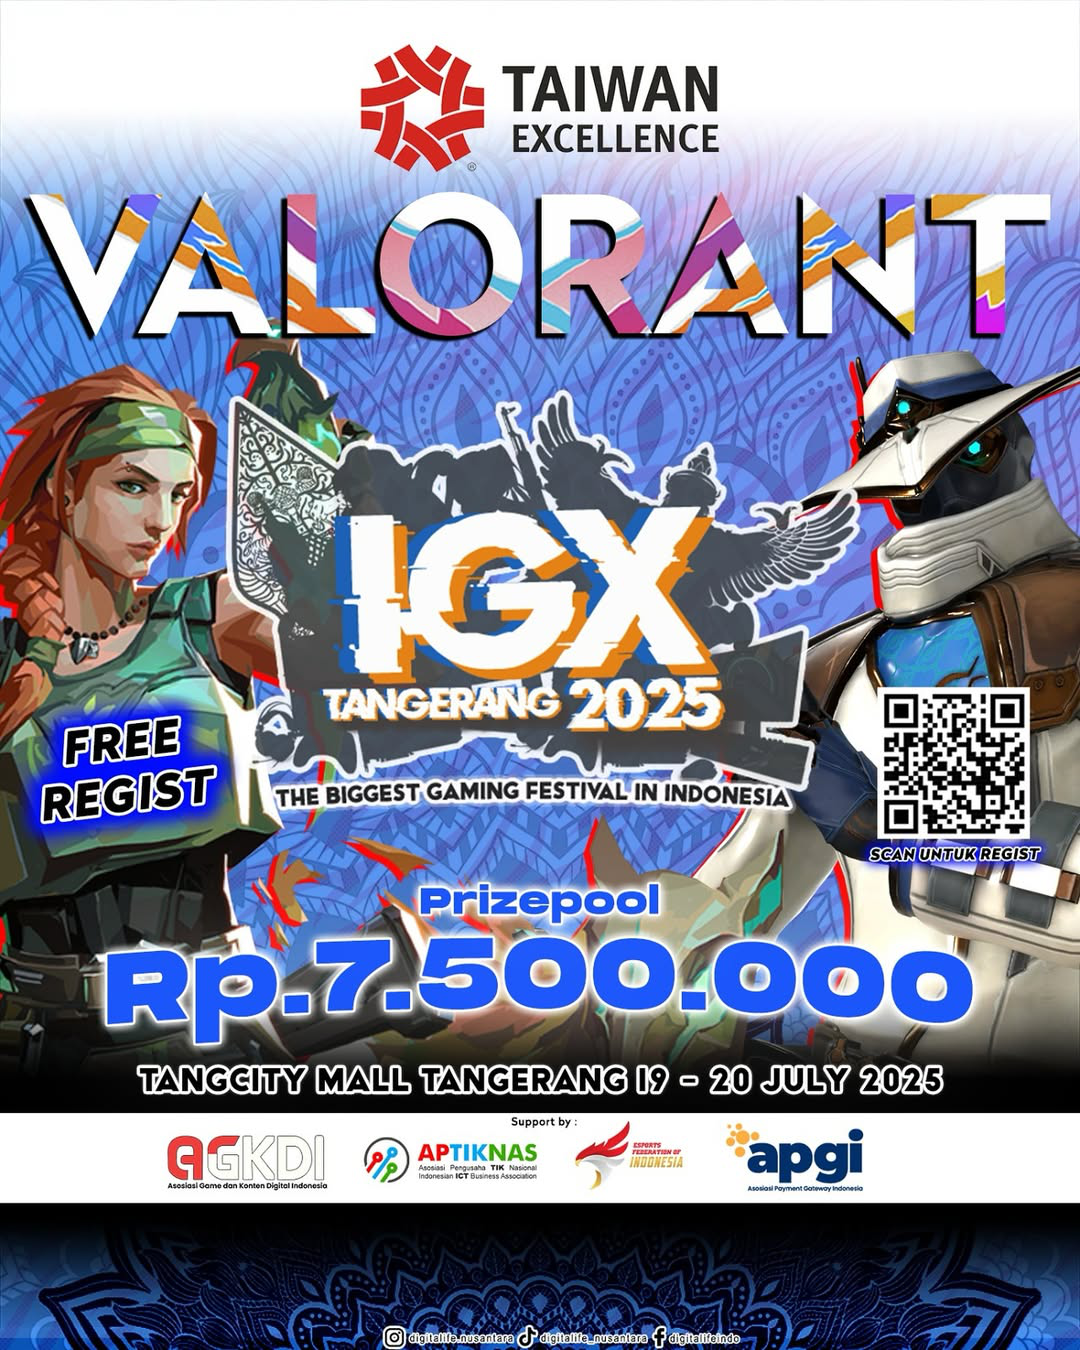 TAIWAN
EXCELLENCE
®
VALORANT
IGX
TANGERANG 2025
THE BIGGEST GAMING FESTIVAL IN INDONESIA
FREE
REGIST
SCAN UNTUK REGIST
Prizepool
Rp.7.500.000
TANGCITY MALL TANGERANG 19 - 20 JULY 2025
Support by :
AGKDI
Asosiasi Game dan Konten Digital Indonesia
APTIKNAS
Asosiasi Pengusaha TIK Nasional
Indonesian ICT Business Association
ESPORTS
FEDERATION OF
INDONESIA
apgi
Asosiasi Payment Gateway Indonesia
digitalife.nusantara digitalife_nusantara digitalifeindo